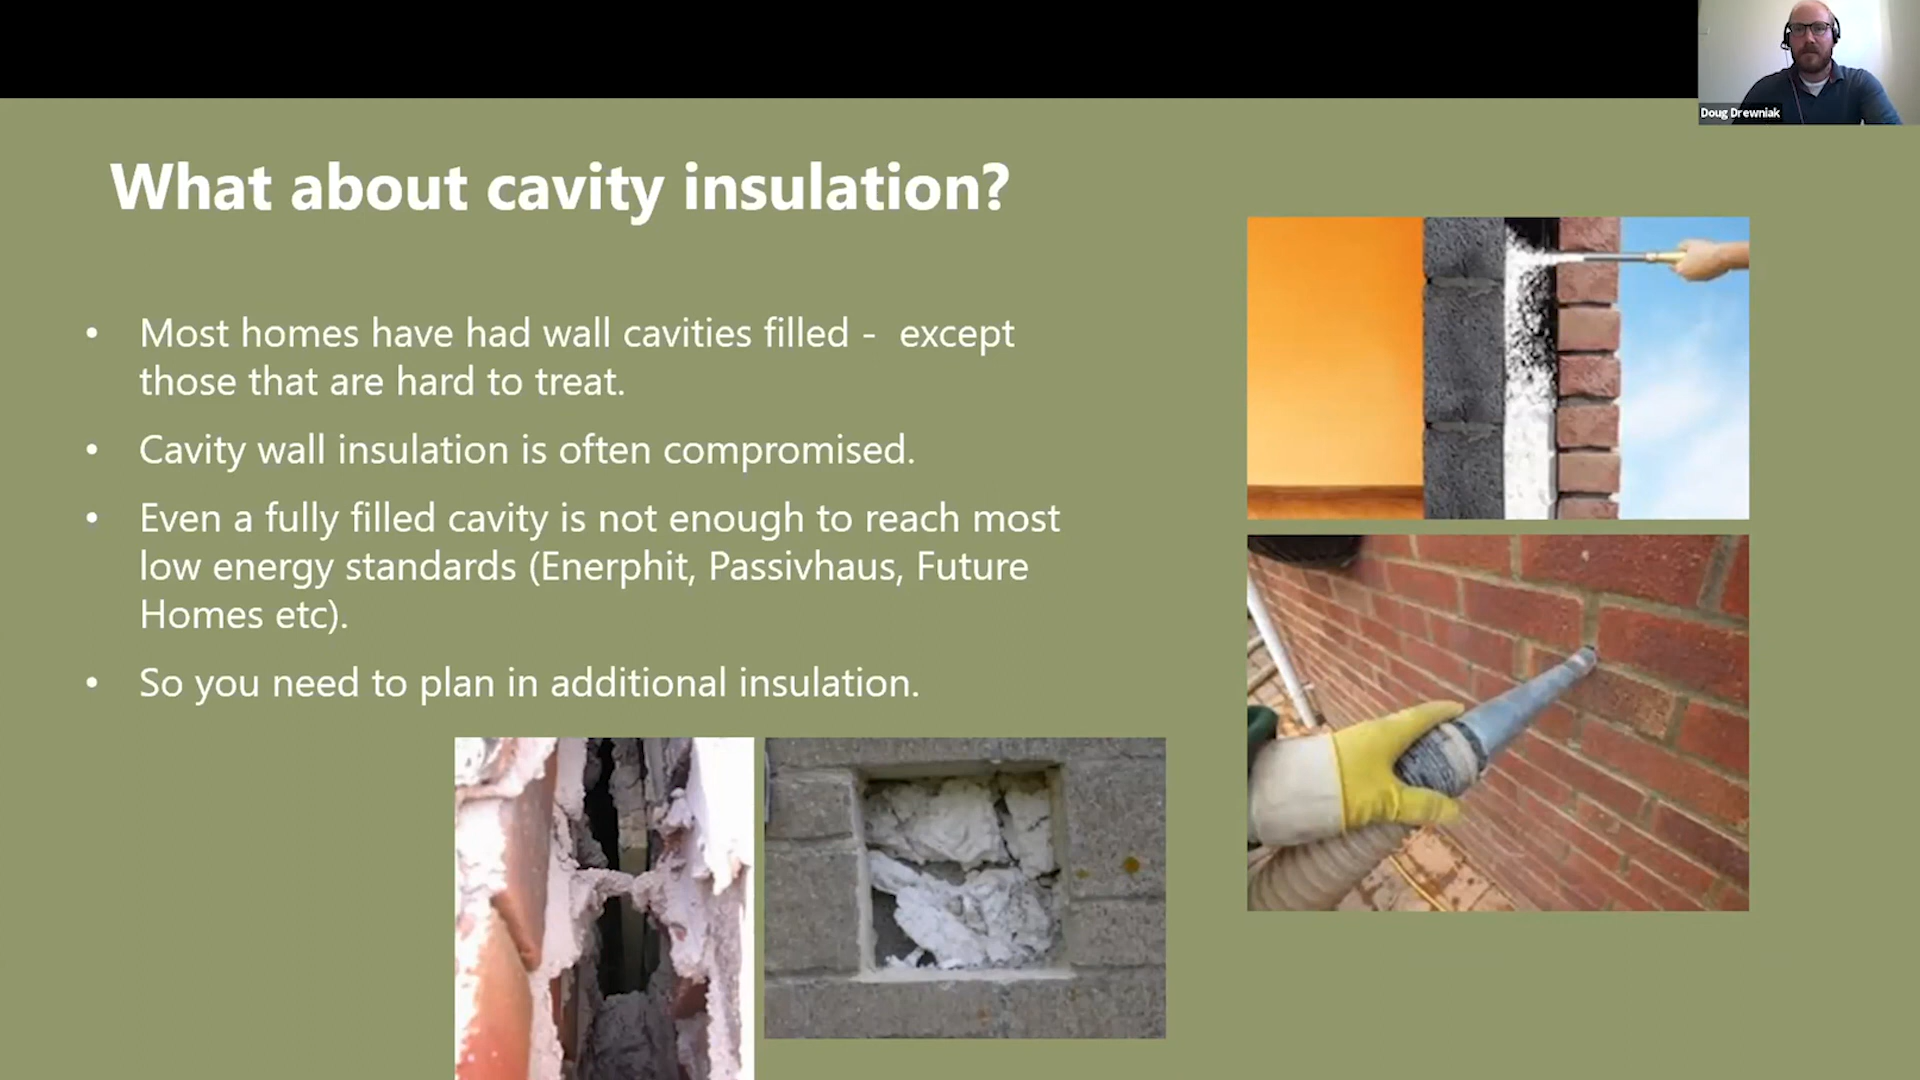 Doug Drewniak
What about cavity insulation?
• Most homes have had wall cavities filled - except
those that are hard to treat.
• Cavity wall insulation is often compromised.
• Even a fully filled cavity is not enough to reach most
low energy standards (Enerphit, Passivhaus, Future
Homes etc).
• So you need to plan in additional insulation.